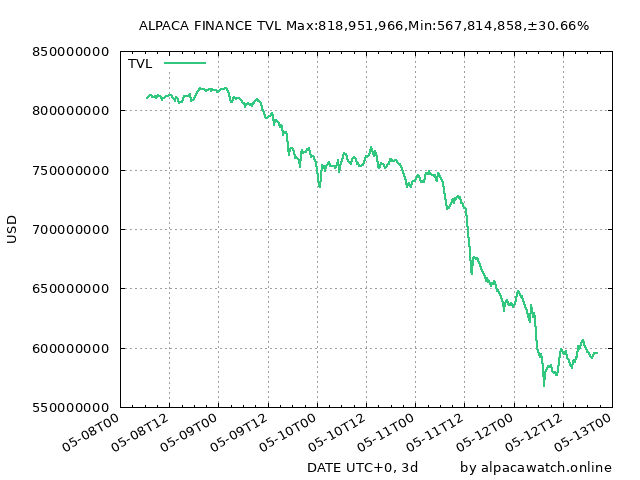 ALPACA FINANCE TVL Max:818,951,966,Min:567,814,858,±30.66%
TVL
850000000
800000000
750000000
700000000
650000000
600000000
550000000
USD
05-08T00
05-08T12
05-09T00
05-09T12
05-10T00
05-10T12
05-11T00
05-11T12
05-12T00
05-12T12
05-13T00
DATE UTC+0, 3d
by alpacawatch.online